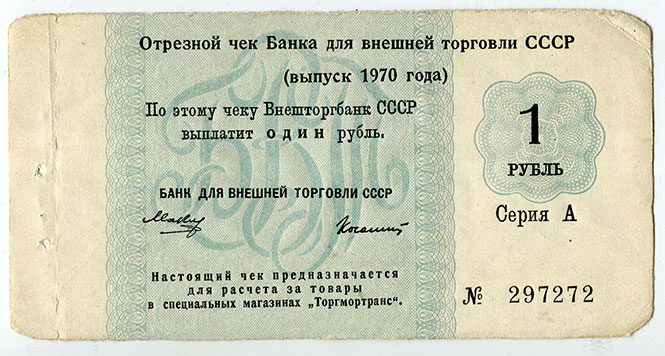 Отрезной чек Банка для внешней торговли СССР
(выпуск 1970 года)
По этому чеку Внешторгбанк СССР
выплатит один рубль.
БАНК ДЛЯ ВНЕШНЕЙ ТОРГОВЛИ СССР
Настоящий чек предназначается
для расчета за товары
в специальных магазинах „Торгмортранс“.
1
РУБЛЬ
Серия А
№ 297272